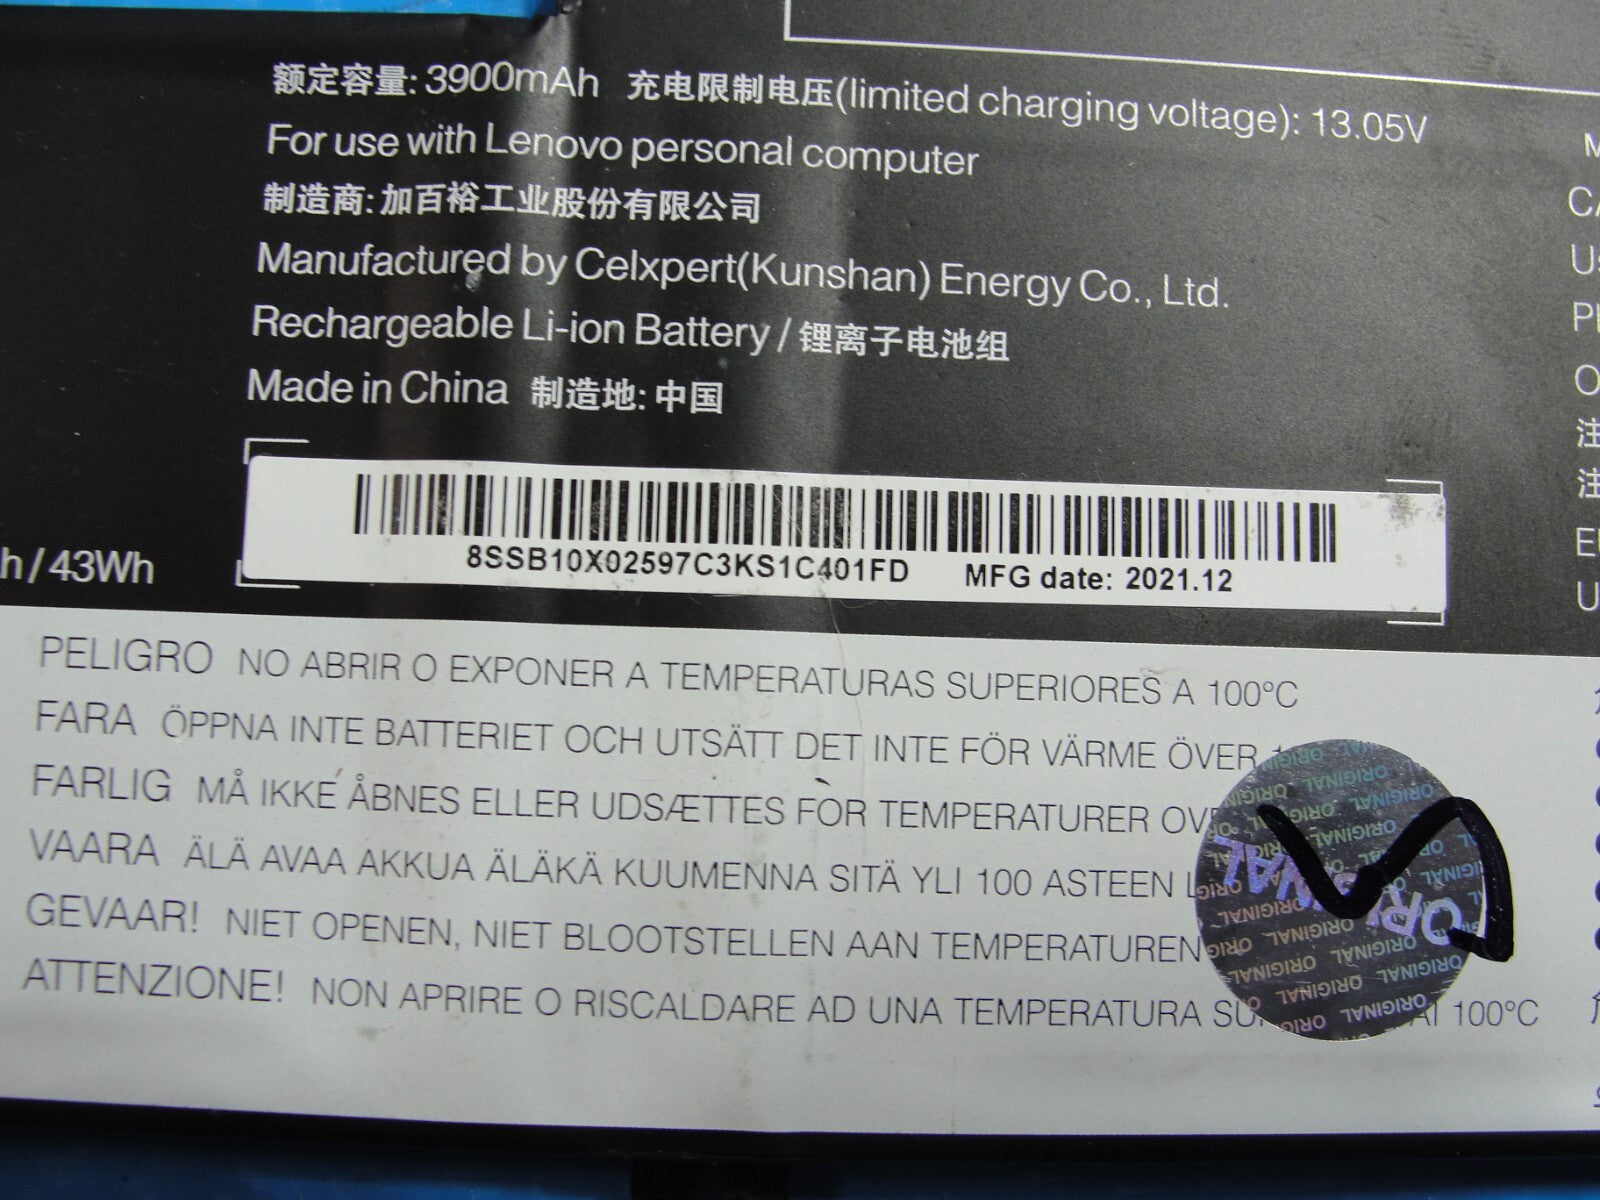 额定容量: 3900mAh 充电限制电压(limited charging voltage): 13.05V
For use with Lenovo personal computer
制造商: 加百裕工业股份有限公司
Manufactured by Celxpert(Kunshan) Energy Co., Ltd.
Rechargeable Li-ion Battery / 锂离子电池组
Made in China 制造地: 中国
8SSB10X02597C3KS1C401FD MFG date: 2021.12
h / 43Wh
PELIGRO NO ABRIR O EXPONER A TEMPERATURAS SUPERIORES A 100°C
FARA ÖPPNA INTE BATTERIET OCH UTSÄTT DET INTE FÖR VÄRME ÖVER
FARLIG MÅ IKKE ÅBNES ELLER UDSÆTTES FOR TEMPERATURER OV
VAARA ÄLÄ AVAA AKKUA ÄLÄKÄ KUUMENNA SITÄ YLI 100 ASTEEN
GEVAAR! NIET OPENEN, NIET BLOOTSTELLEN AAN TEMPERATUREN
ATTENZIONE! NON APRIRE O RISCALDARE AD UNA TEMPERATURA SU 100°C
ORIGINAL
注
注